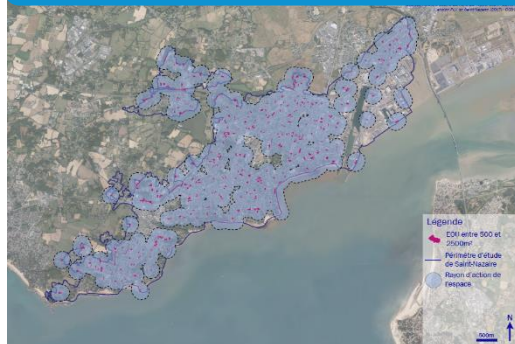 Légende
EOU entre 500 et
2500m²
Périmètre d'étude
de Saint-Nazaire
Rayon d'action de
l'espace
N
500m